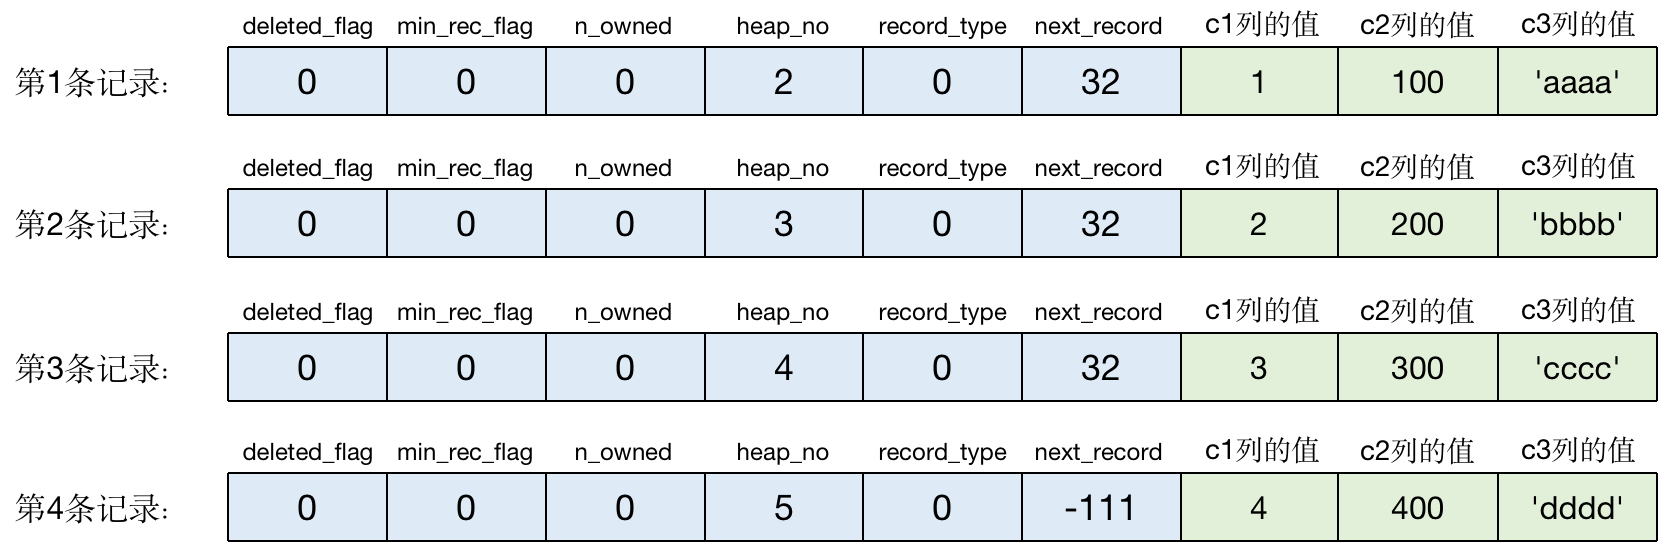 deleted_flag min_rec_flag n_owned heap_no record_type next_record c1列的值 c2列的值 c3列的值
第1条记录: 0 0 0 2 0 32 1 100 'aaaa'
deleted_flag min_rec_flag n_owned heap_no record_type next_record c1列的值 c2列的值 c3列的值
第2条记录: 0 0 0 3 0 32 2 200 'bbbb'
deleted_flag min_rec_flag n_owned heap_no record_type next_record c1列的值 c2列的值 c3列的值
第3条记录: 0 0 0 4 0 32 3 300 'cccc'
deleted_flag min_rec_flag n_owned heap_no record_type next_record c1列的值 c2列的值 c3列的值
第4条记录: 0 0 0 5 0 -111 4 400 'dddd'